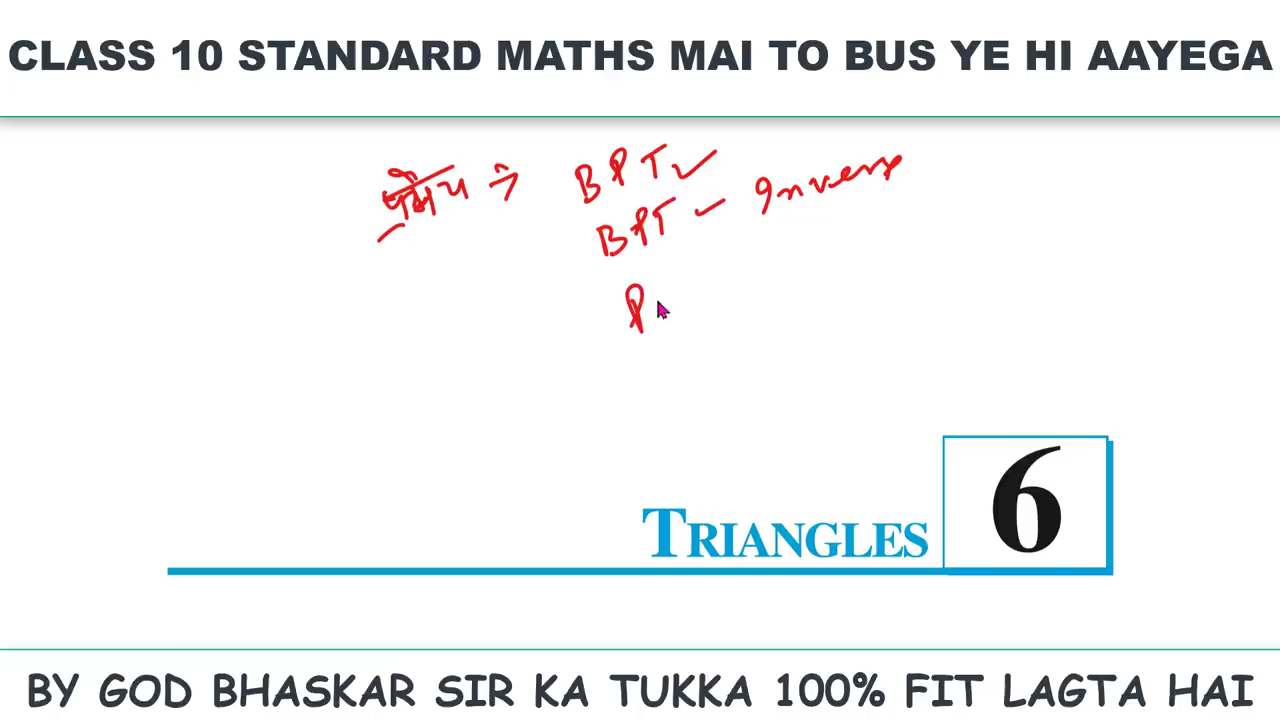 CLASS 10 STANDARD MATHS MAI TO BUS YE HI AAYEGA
प्रमेय ⇒ BPT ✓
BPT - Inverse
P
TRIANGLES 6
BY GOD BHASKAR SIR KA TUKKA 100% FIT LAGTA HAI